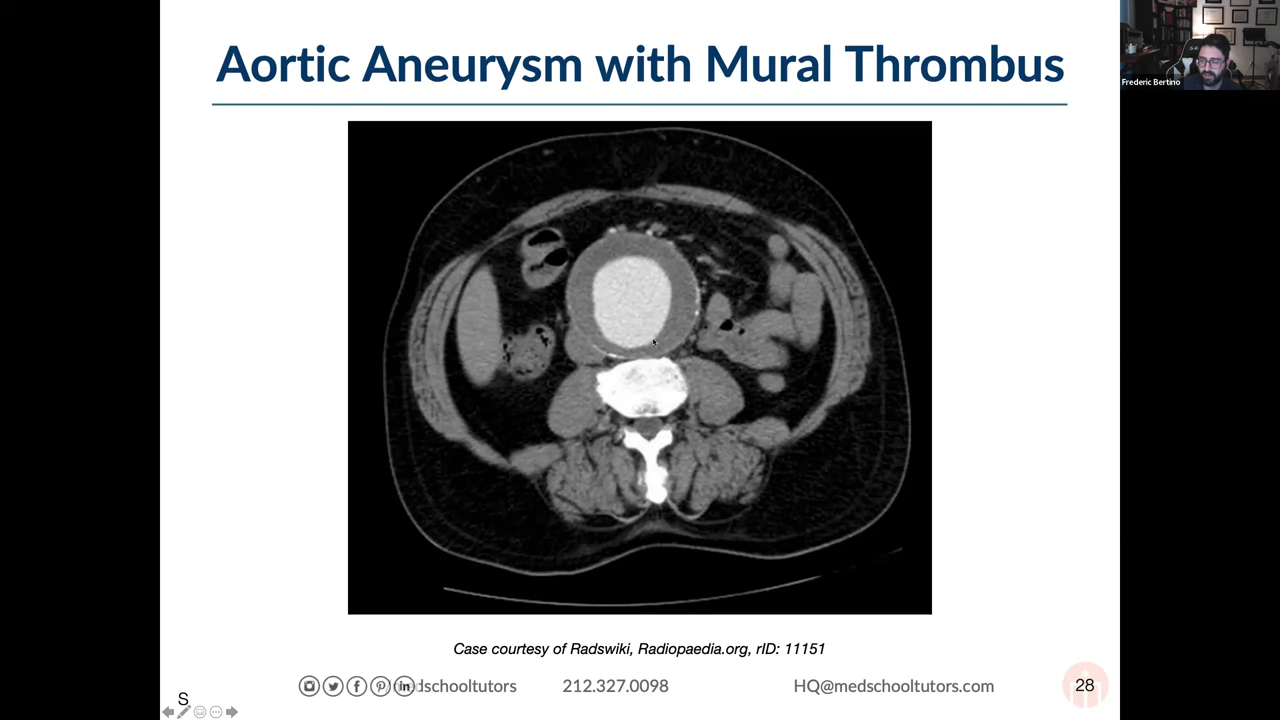 Aortic Aneurysm with Mural Thrombus
Frederic Bertino
Case courtesy of Radswiki, Radiopaedia.org, rID: 11151
dschooltutors 212.327.0098 HQ@medschooltutors.com 28
S